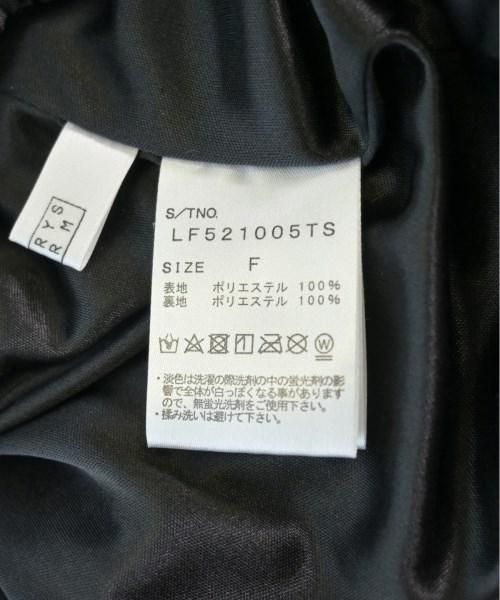 RYS
RM
S/TNO.
LF521005TS
SIZE F
表地 ポリエステル 100%
裏地 ポリエステル 100%
W
・淡色は洗濯の際洗剤の中の蛍光剤の影
響で全体が白っぽくなる事があります
ので、無蛍光洗剤をご使用下さい。
・揉み洗いは避けて下さい。